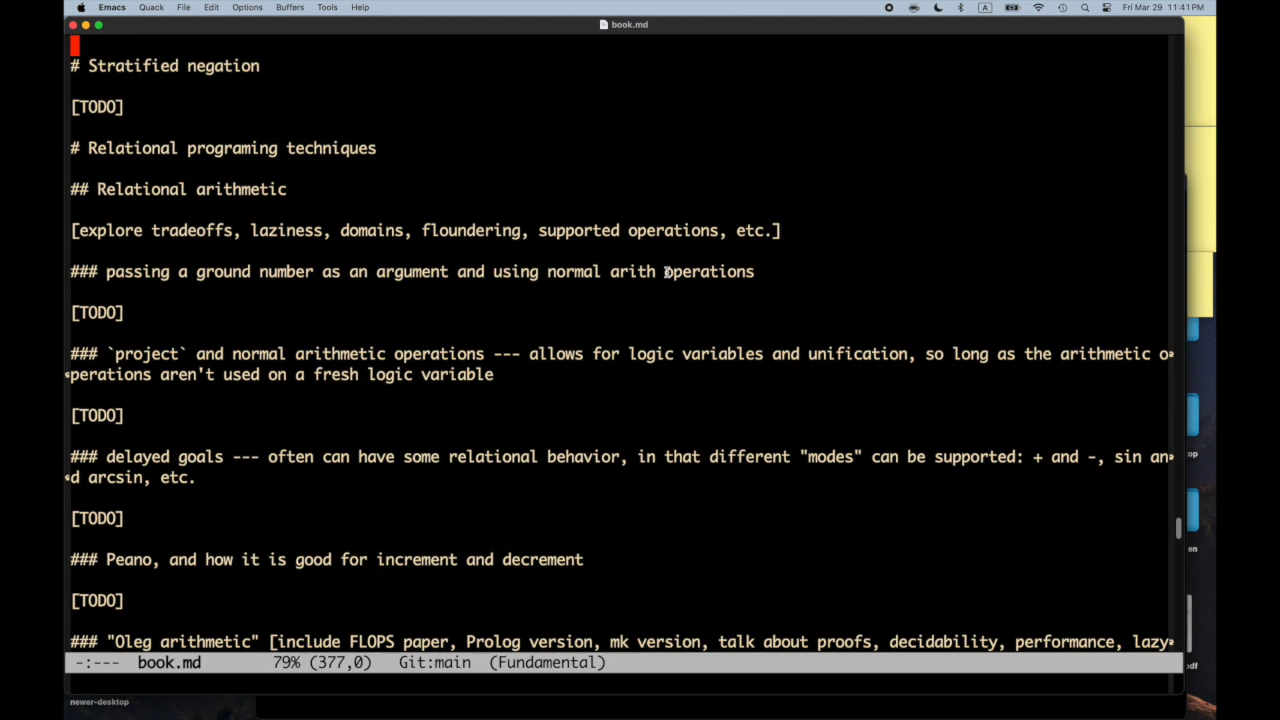 Emacs Quack File Edit Options Buffers Tools Help A Fri Mar 29 11:41 PM
book.md
# Stratified negation
[TODO]
# Relational programing techniques
## Relational arithmetic
[explore tradeoffs, laziness, domains, floundering, supported operations, etc.]
### passing a ground number as an argument and using normal arith operations
[TODO]
### `project` and normal arithmetic operations --- allows for logic variables and unification, so long as the arithmetic o
perations aren't used on a fresh logic variable
[TODO]
### delayed goals --- often can have some relational behavior, in that different "modes" can be supported: + and -, sin an
d arcsin, etc.
[TODO]
### Peano, and how it is good for increment and decrement
[TODO]
### "Oleg arithmetic" [include FLOPS paper, Prolog version, mk version, talk about proofs, decidability, performance, lazy
-:--- book.md 79% (377,0) Git:main (Fundamental)
top
en
pdf
newer-desktop